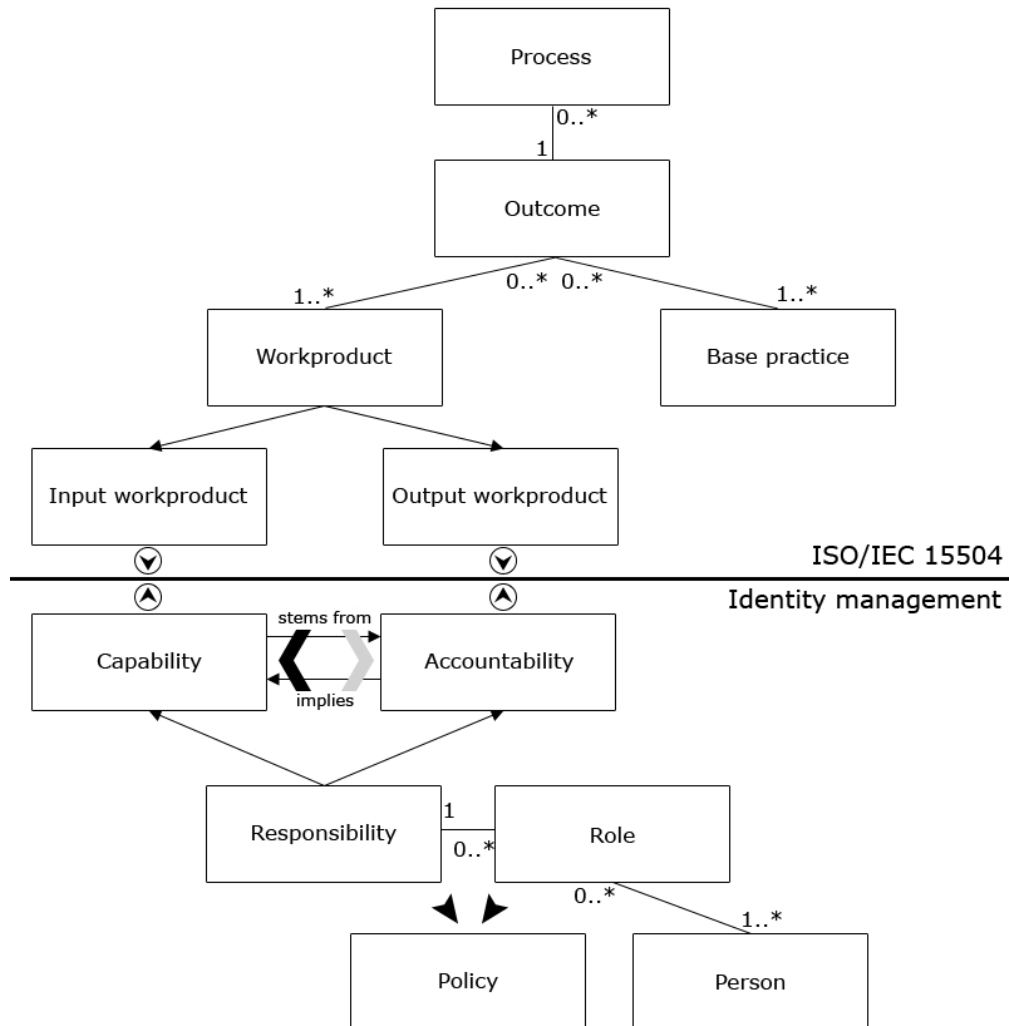 Process
0..*
1
Outcome
0..* 0..*
1..*
1..*
Workproduct
Base practice
Input workproduct
Output workproduct
ISO/IEC 15504
Identity management
stems from
Capability
Accountability
implies
1
Responsibility
Role
0..*
0..*
1..*
Policy
Person